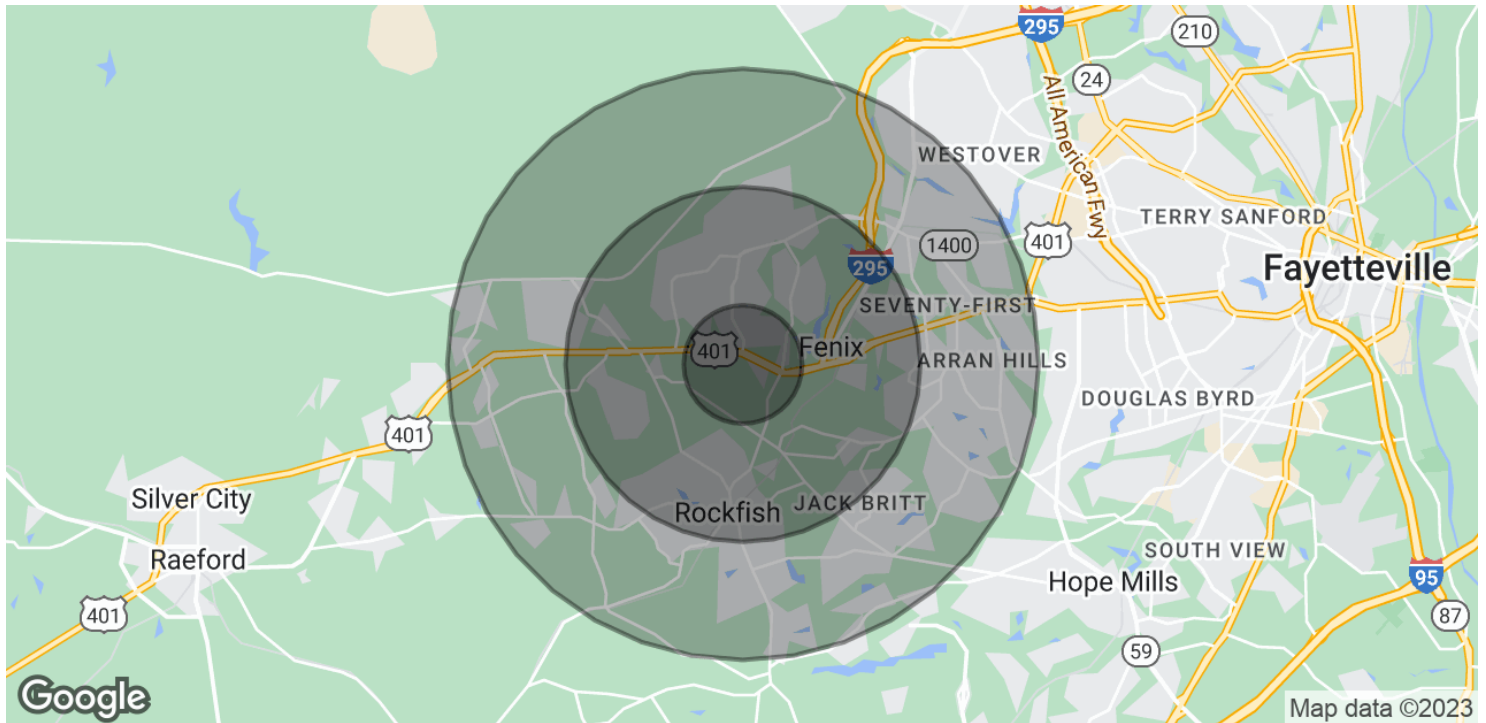 295
210
24
All American Fwy
WESTOVER
TERRY SANFORD
401
1400
295
Fayetteville
SEVENTY-FIRST
401
Fenix
ARRAN HILLS
DOUGLAS BYRD
401
Silver City
Rockfish
JACK BRITT
Raeford
SOUTH VIEW
Hope Mills
95
401
87
59
Google
Map data ©2023